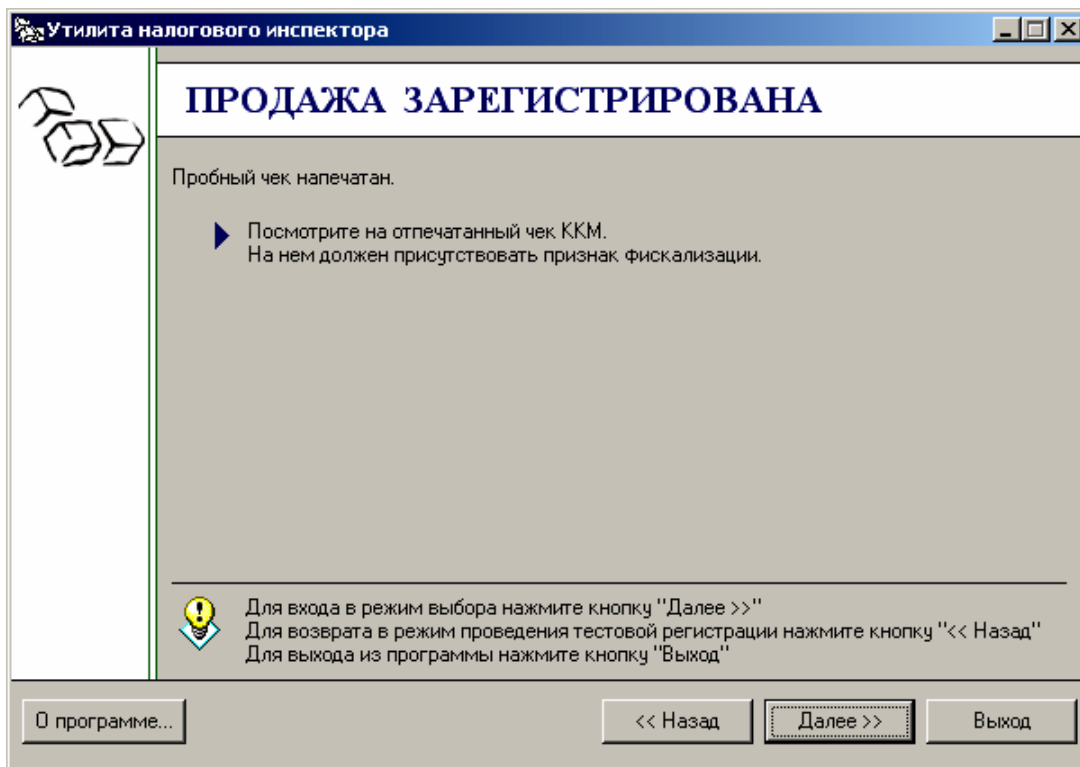 Утилита налогового инспектора
ПРОДАЖА ЗАРЕГИСТРИРОВАНА
Пробный чек напечатан.
Посмотрите на отпечатанный чек ККМ.
На нем должен присутствовать признак фискализации.
Для входа в режим выбора нажмите кнопку "Далее >>"
Для возврата в режим проведения тестовой регистрации нажмите кнопку "<< Назад"
Для выхода из программы нажмите кнопку "Выход"
О программе... << Назад Далее >> Выход